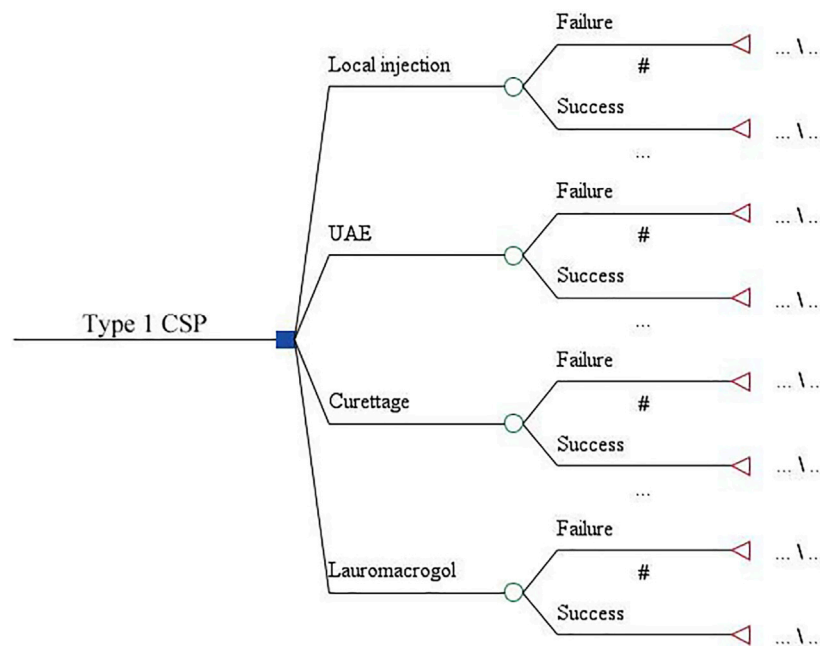 Failure
... \ ..
Local injection
#
Success
... \ ..
...
Failure
... \ ..
UAE
#
Success
... \ ..
...
Type 1 CSP
Failure
... \ ..
Curettage
#
Success
... \ ..
...
Failure
... \ ..
Lauromacrogol
#
Success
... \ ..